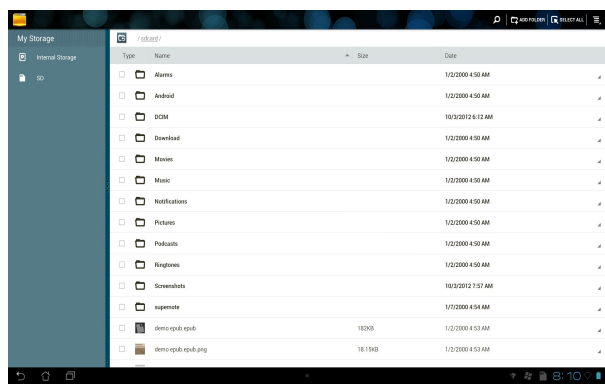 ADD FOLDER SELECT ALL
My Storage
/ sdcard /
Internal Storage
SD
Type Name Size Date
Alarms 1/2/2000 4:50 AM
Android 1/2/2000 4:50 AM
DCIM 10/3/2012 6:12 AM
Download 1/2/2000 4:50 AM
Movies 1/2/2000 4:50 AM
Music 1/2/2000 4:50 AM
Notifications 1/2/2000 4:50 AM
Pictures 1/2/2000 4:50 AM
Podcasts 1/2/2000 4:50 AM
Ringtones 1/2/2000 4:50 AM
Screenshots 10/3/2012 7:57 AM
supernote 1/7/2000 4:54 AM
demo epub.epub 182KB 1/2/2000 4:53 AM
demo epub.epub.png 18.15KB 1/2/2000 4:53 AM
8:10